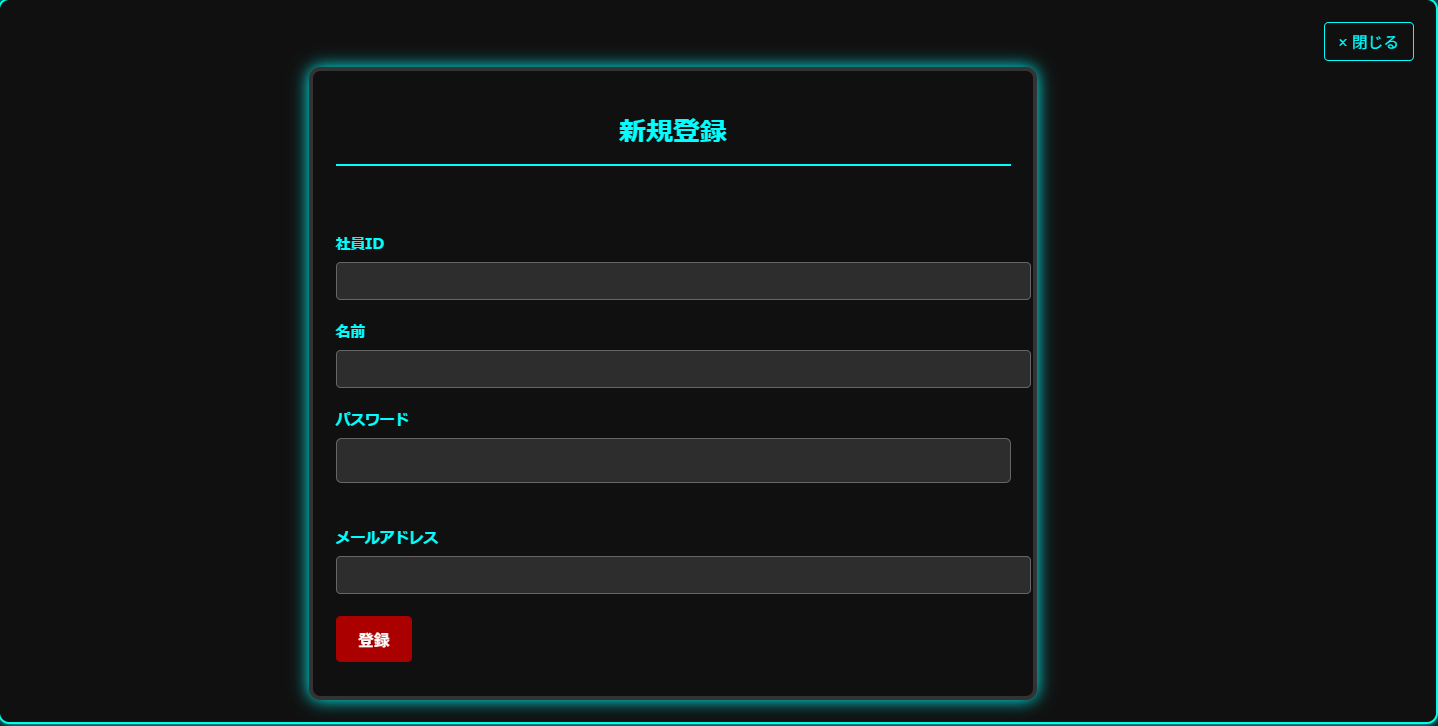 × 閉じる
新規登録
社員ID
名前
パスワード
メールアドレス
登録